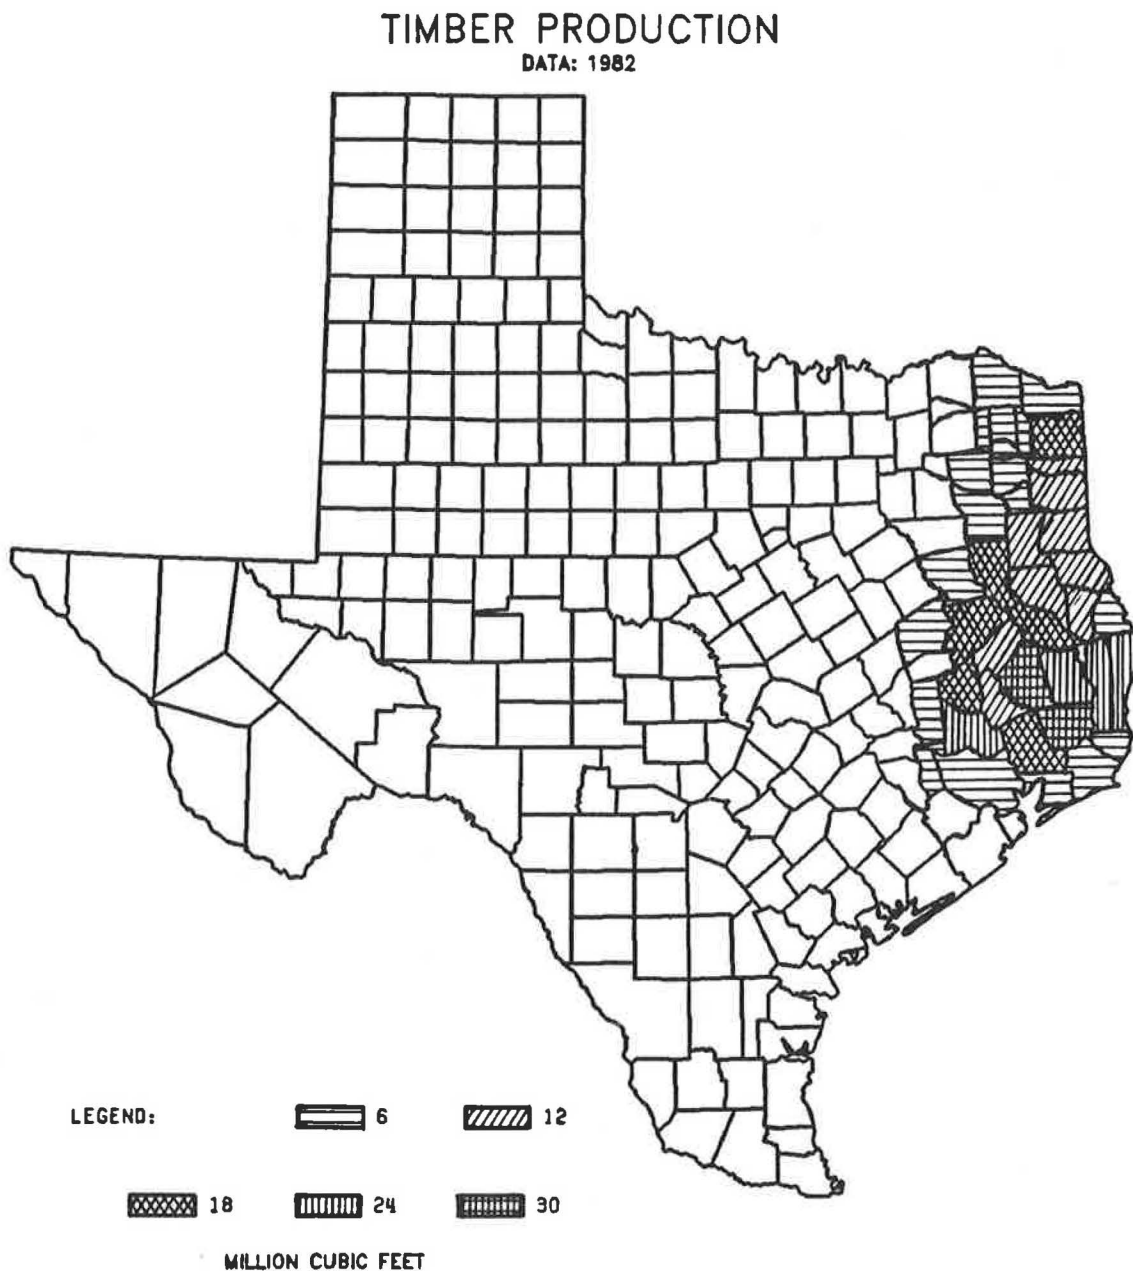 TIMBER PRODUCTION
DATA: 1982
LEGEND: 6 12
18 24 30
MILLION CUBIC FEET